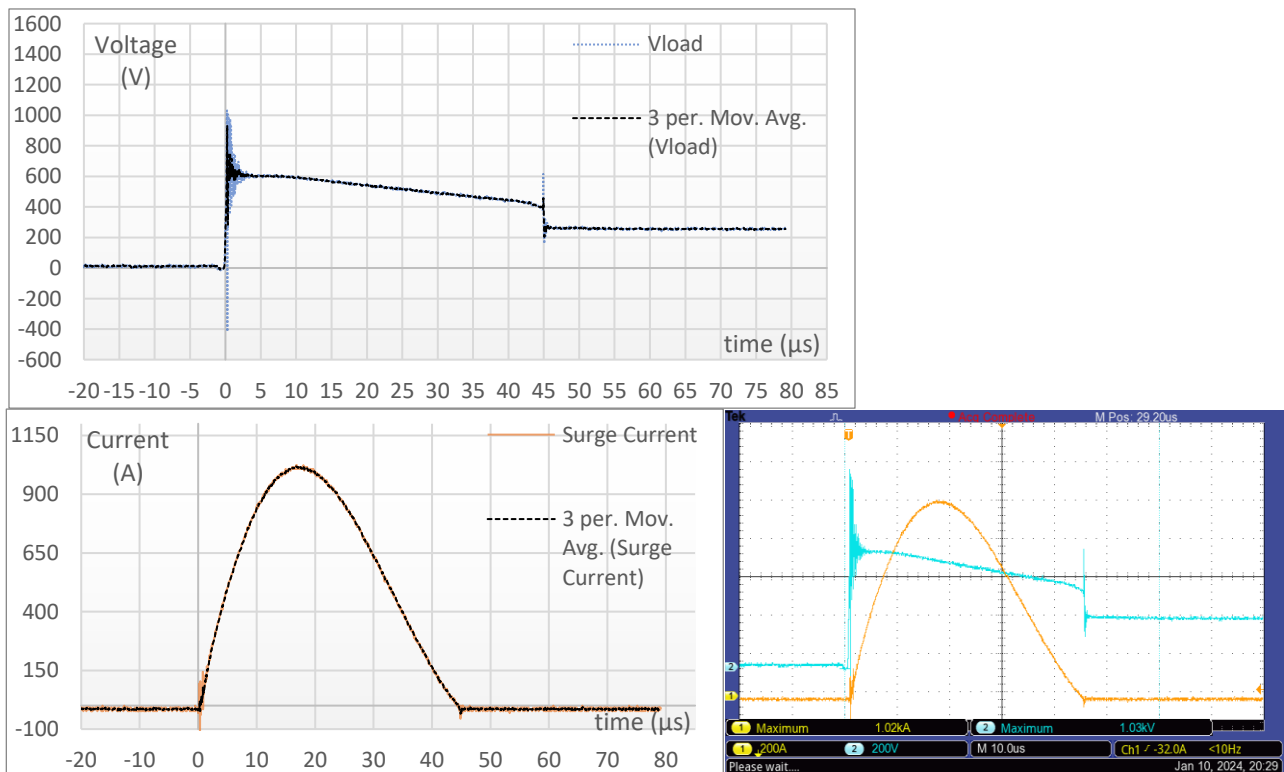 1600
1400
1200
1000
800
600
400
200
0
-200
-400
-600
Voltage
(V)
Vload
3 per. Mov. Avg.
(Vload)
time (µs)
-20 -15 -10 -5 0 5 10 15 20 25 30 35 40 45 50 55 60 65 70 75 80 85
1150
900
650
400
150
-100
Current
(A)
Surge Current
3 per. Mov.
Avg. (Surge
Current)
time (µs)
-20 -10 0 10 20 30 40 50 60 70 80
Tek
M Pos: 29.20us
T
2
1
1 Maximum 1.02kA
2 Maximum 1.03kV
1 200A 2 200V M 10.0us Ch1 -32.0A <10Hz
Please wait.... Jan 10, 2024, 20:29